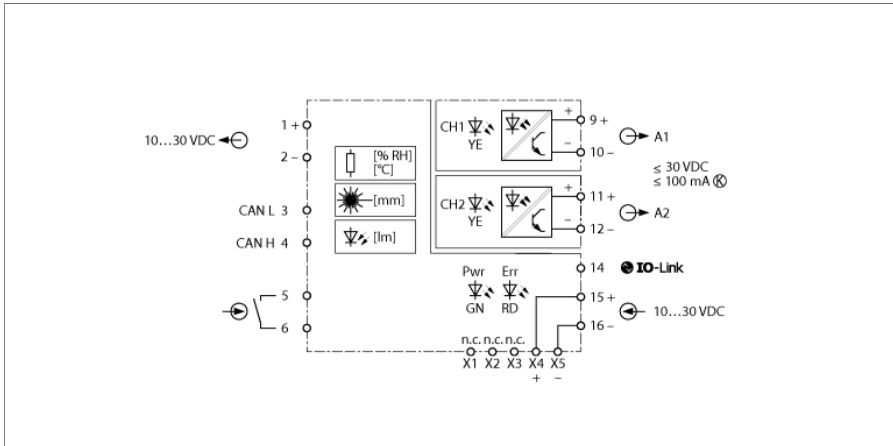 10…30 VDC
1 +
2 –
CAN L 3
CAN H 4
5
6
[% RH]
[°C]
[mm]
[lm]
CH1
YE
+
–
9 +
10 –
A1
≤ 30 VDC
≤ 100 mA Ⓚ
CH2
YE
+
–
11 +
12 –
A2
14 IO-Link
Pwr Err
GN RD
15 +
16 –
10…30 VDC
n.c. n.c. n.c.
X1 X2 X3 X4 X5
+ –